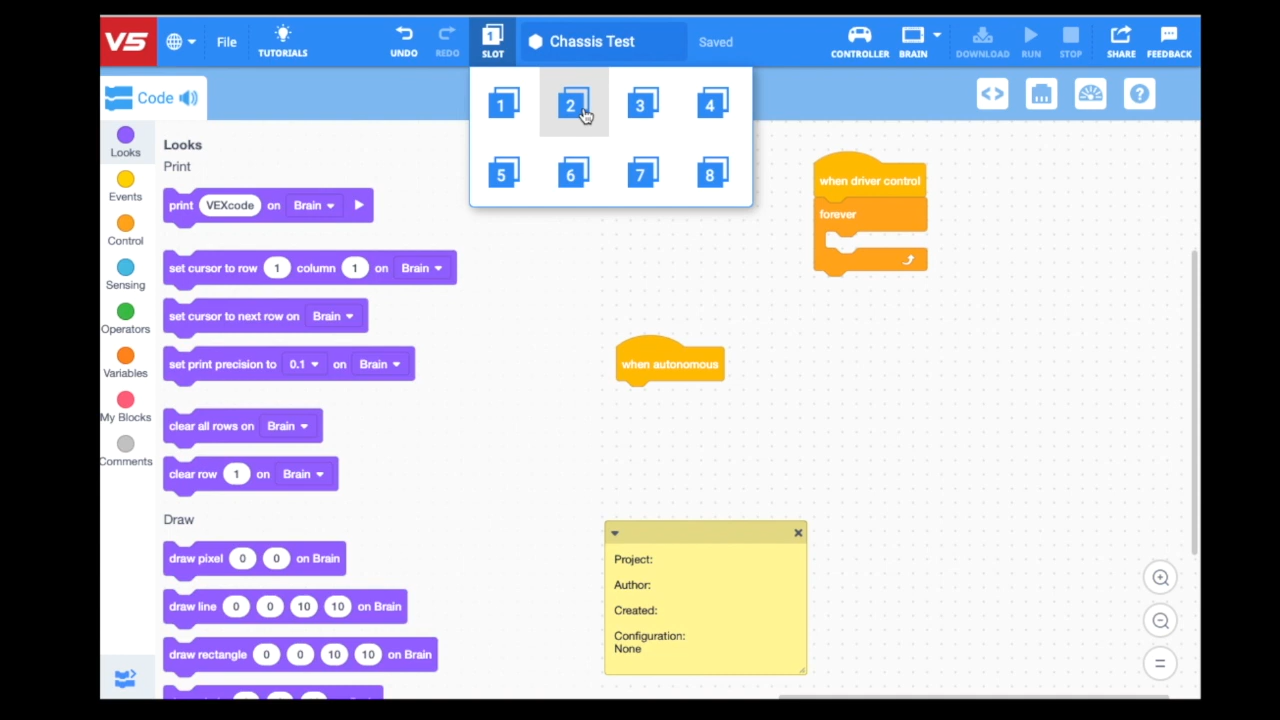 V5
File
TUTORIALS
UNDO
REDO
1
SLOT
Chassis Test
Saved
CONTROLLER
BRAIN
DOWNLOAD
RUN
STOP
SHARE
FEEDBACK
Code
1 2 3 4
5 6 7 8
<> ?
Looks
Events
Control
Sensing
Operators
Variables
My Blocks
Comments
Looks
Print
print VEXcode on Brain
set cursor to row 1 column 1 on Brain
set cursor to next row on Brain
set print precision to 0.1 on Brain
clear all rows on Brain
clear row 1 on Brain
Draw
draw pixel 0 0 on Brain
draw line 0 0 10 10 on Brain
draw rectangle 0 0 10 10 on Brain
when driver control
forever
when autonomous
Project:
Author:
Created:
Configuration:
None